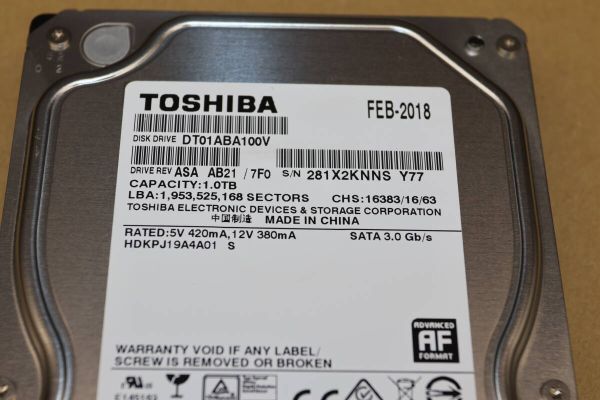 TOSHIBA FEB-2018
DISK DRIVE DT01ABA100V
DRIVE REV ASA AB21 / 7F0 S/N 281X2KNNS Y77
CAPACITY:1.0TB
LBA:1,953,525,168 SECTORS CHS:16383/16/63
TOSHIBA ELECTRONIC DEVICES & STORAGE CORPORATION
中国制造 MADE IN CHINA
RATED:5V 420mA,12V 380mA SATA 3.0 Gb/s
HDKPJ19A4A01 S
ADVANCED
AF
FORMAT
WARRANTY VOID IF ANY LABEL/
SCREW IS REMOVED OR BROKEN